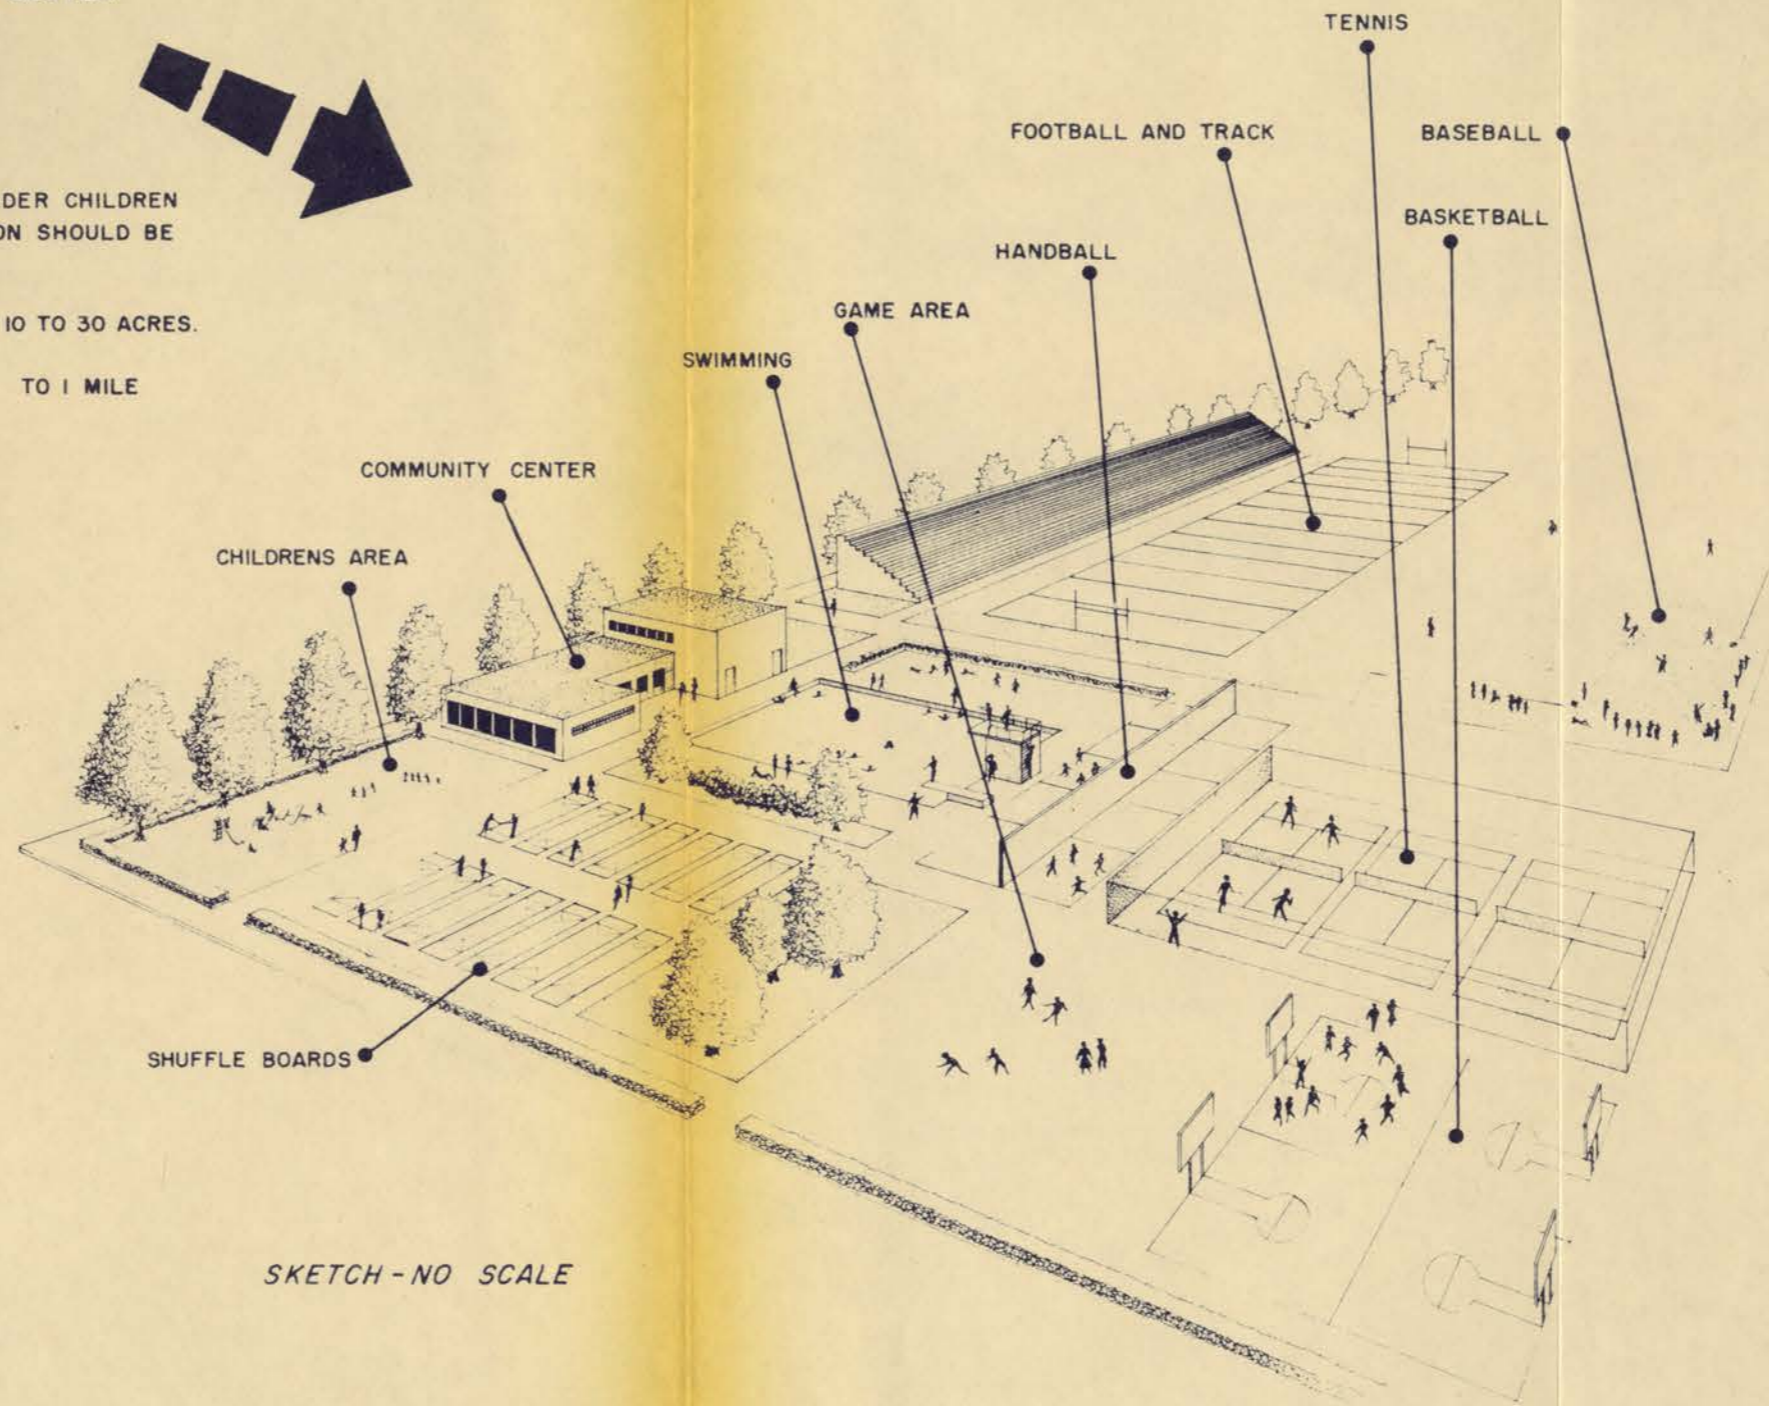 TENNIS
FOOTBALL AND TRACK
BASEBALL
DER CHILDREN
ON SHOULD BE
BASKETBALL
HANDBALL
GAME AREA
10 TO 30 ACRES.
SWIMMING
TO 1 MILE
COMMUNITY CENTER
CHILDRENS AREA
SHUFFLE BOARDS
SKETCH - NO SCALE